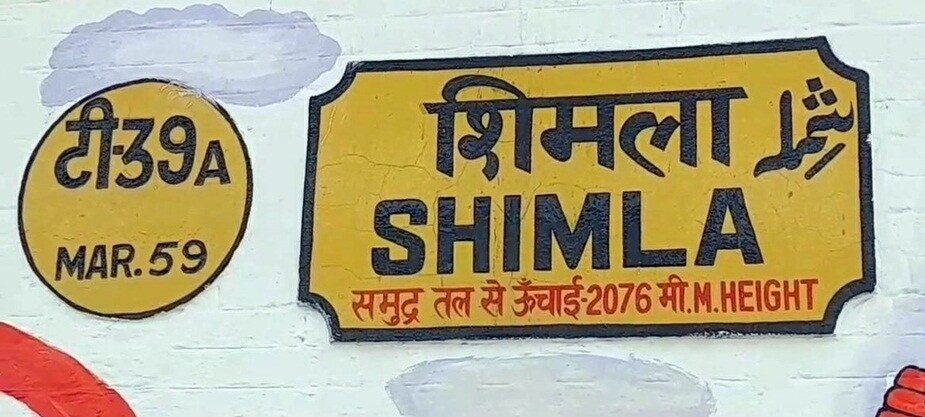 टी-39A
MAR.59
शिमला شملہ
SHIMLA
समुद्र तल से ऊँचाई-2076 मी.M.HEIGHT